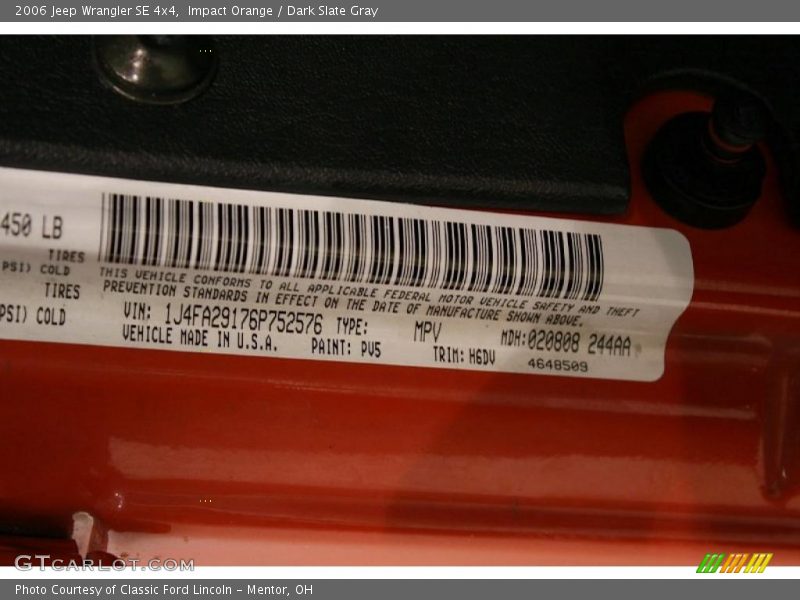 2006 Jeep Wrangler SE 4x4, Impact Orange / Dark Slate Gray
450 LB
TIRES
PSI) COLD
TIRES
PSI) COLD
THIS VEHICLE CONFORMS TO ALL APPLICABLE FEDERAL MOTOR VEHICLE SAFETY AND THEFT
PREVENTION STANDARDS IN EFFECT ON THE DATE OF MANUFACTURE SHOWN ABOVE.
VIN: 1J4FA29176P752576 TYPE: MPV MDH:020808 244AA
VEHICLE MADE IN U.S.A. PAINT: PV5 TRIM:H6DV 4648509
GTCARLOT.COM
Photo Courtesy of Classic Ford Lincoln - Mentor, OH